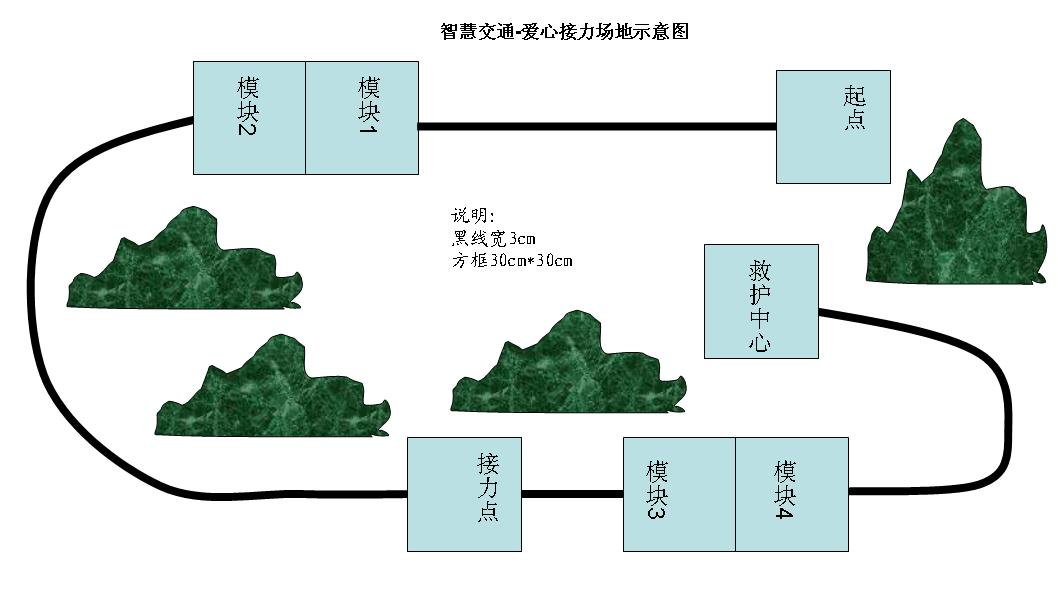 智慧交通-爱心接力场地示意图
模块2
模块1
起点
说明:
黑线宽3cm
方框30cm*30cm
救护中心
接力点
模块3
模块4